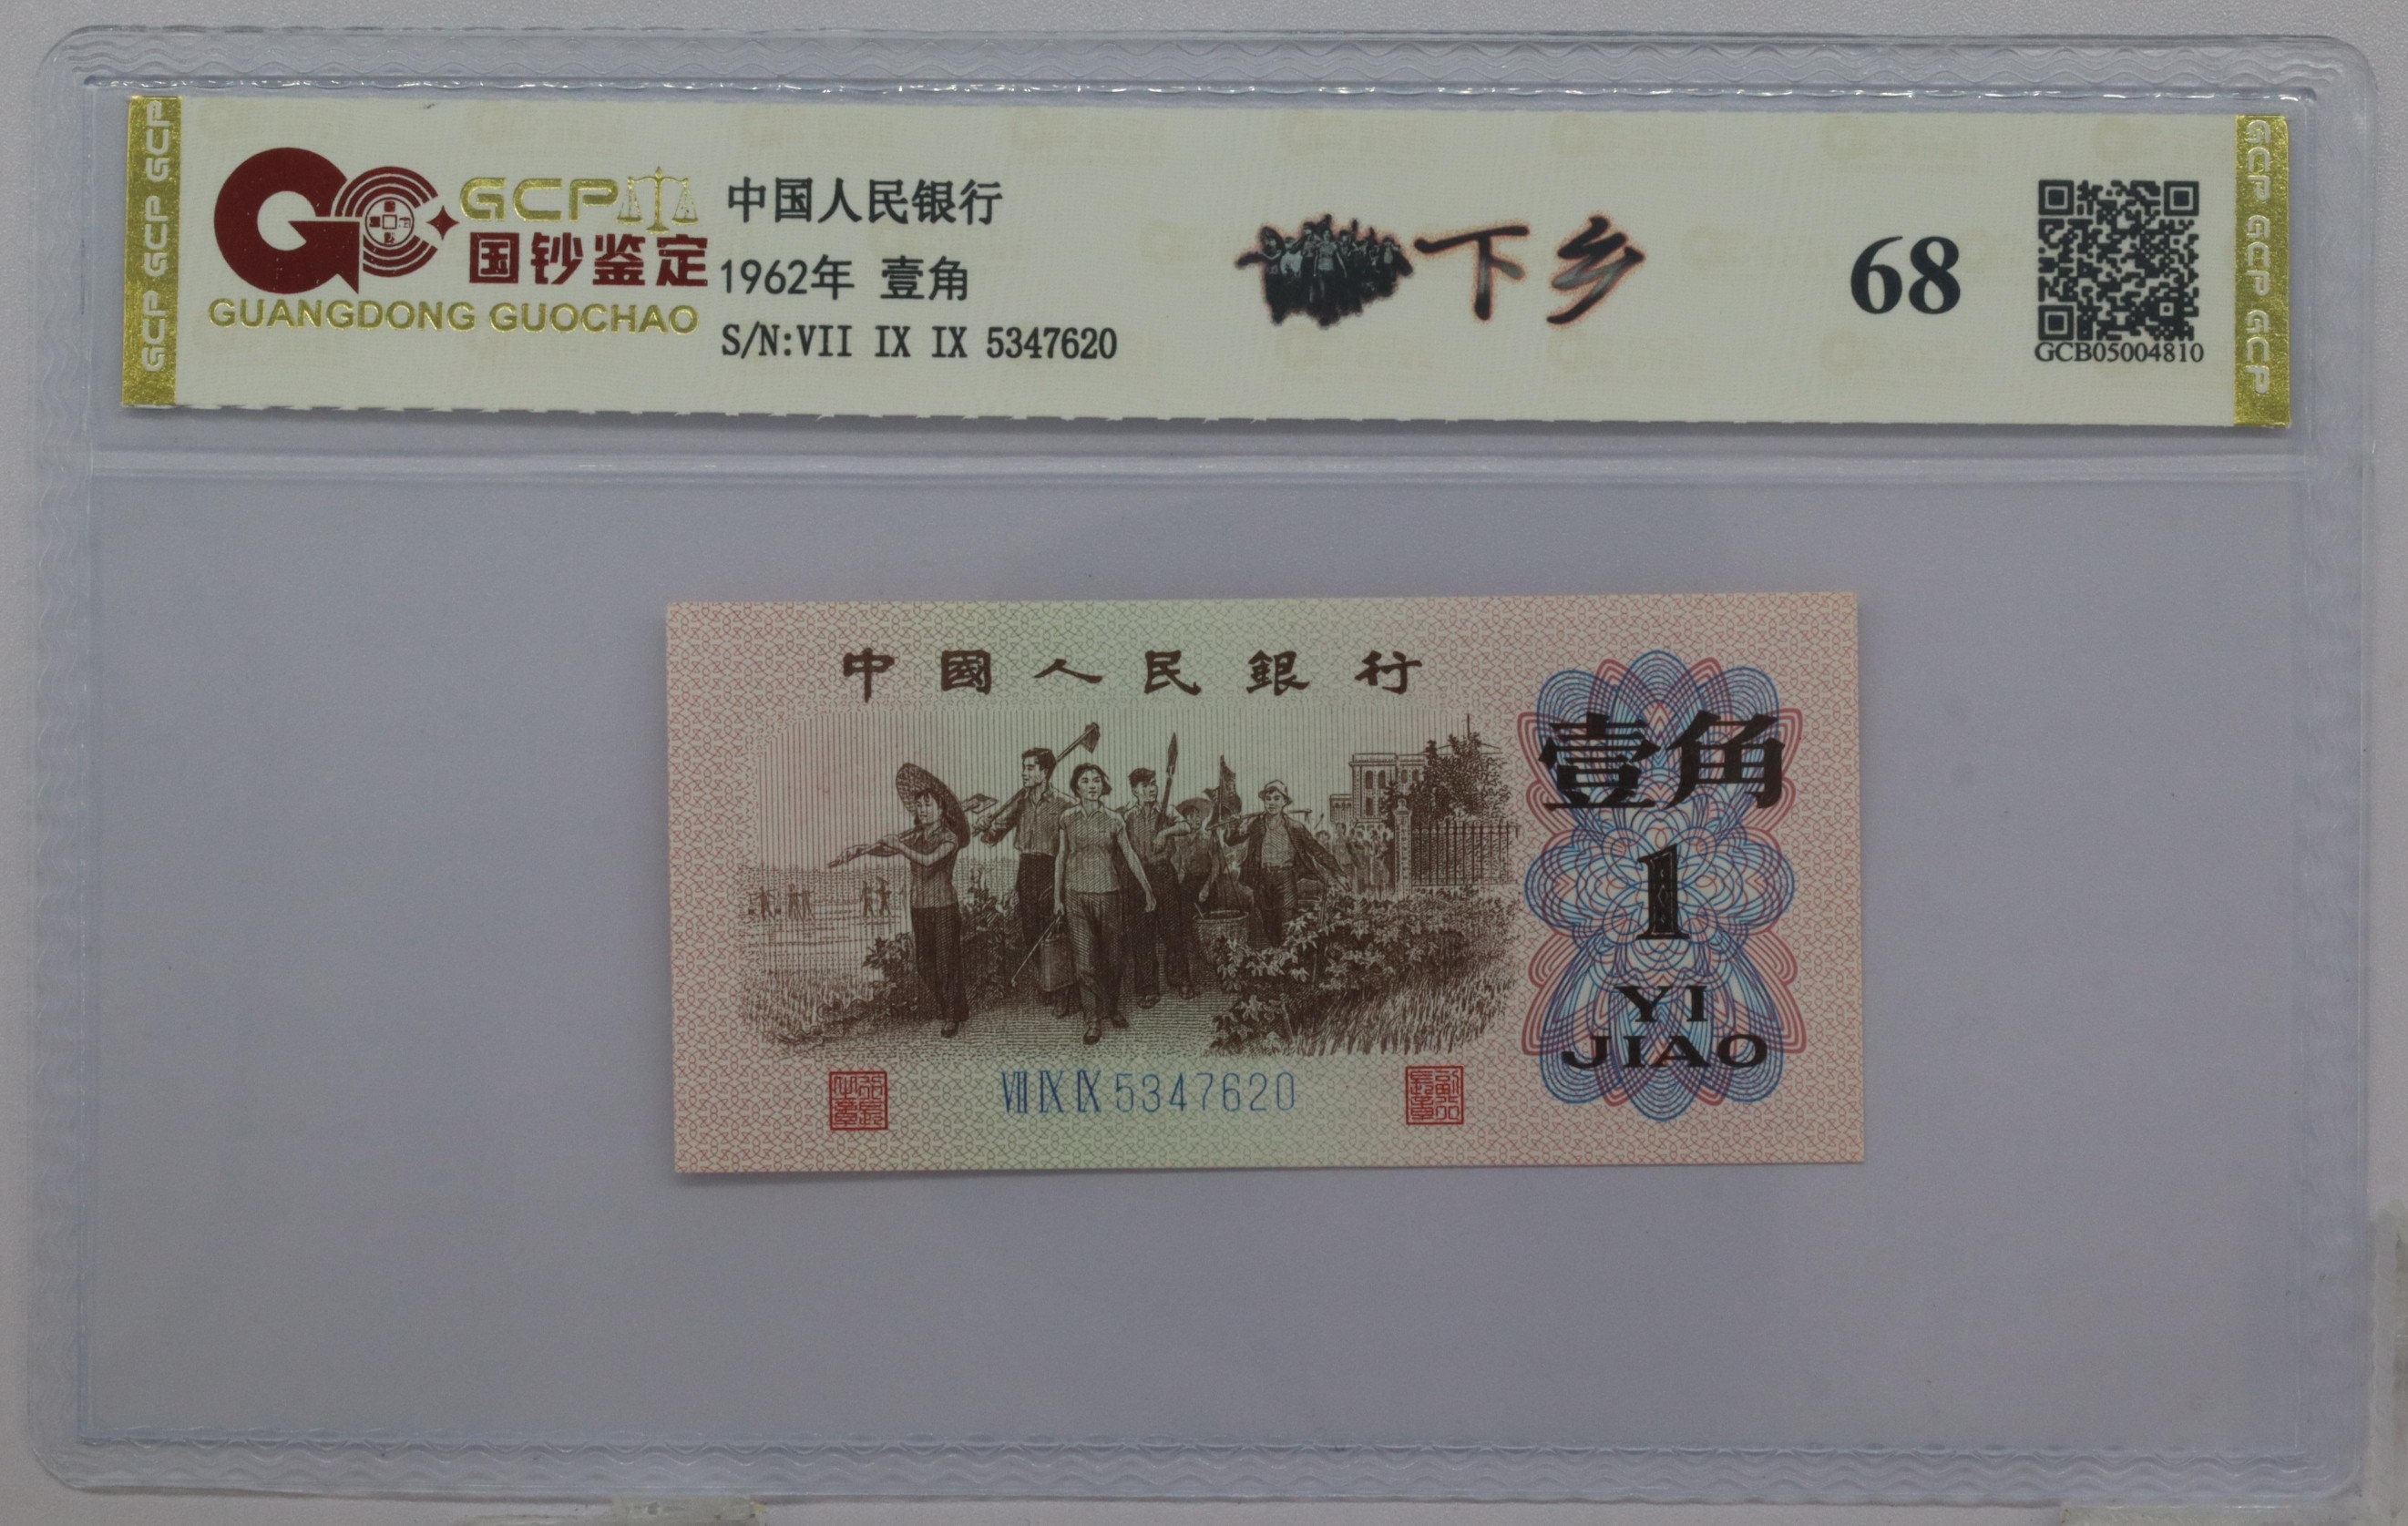 GCP GCP GCP
GCP
国钞鉴定
GUANGDONG GUOCHAO
中国人民银行
1962年 壹角
S/N:VII IX IX 5347620
下乡
68
GCB05004810
GCP GCP GCP
中國人民銀行
壹角
1
YI
JIAO
VII IX IX 5347620